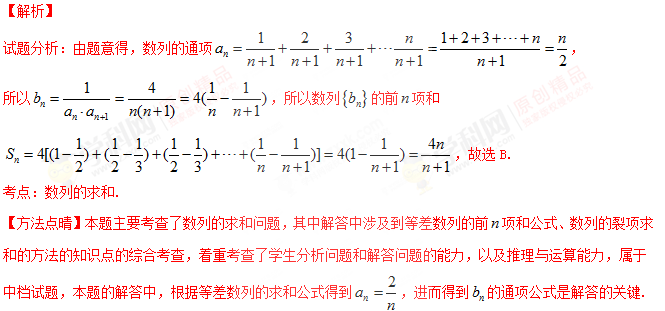 【解析】
试题分析：由题意得，数列的通项 a_n = 1/(n+1) + 2/(n+1) + 3/(n+1) + ⋯ n/(n+1) = (1+2+3+⋯+n)/(n+1) = n/2，
所以 b_n = 1/(a_n·a_{n+1}) = 4/(n(n+1)) = 4(1/n − 1/(n+1))，所以数列{b_n}的前n项和
S_n = 4[(1−1/2)+(1/2−1/3)+(1/2−1/3)+⋯+(1/n−1/(n+1))] = 4(1−1/(n+1)) = 4n/(n+1)，故选 B.
考点：数列的求和.
【方法点晴】本题主要考查了数列的求和问题，其中解答中涉及到等差数列的前n项和公式、数列的裂项求
和的方法的知识点的综合考查，着重考查了学生分析问题和解答问题的能力，以及推理与运算能力，属于
中档试题，本题的解答中，根据等差数列的求和公式得到 a_n = 2/n，进而得到 b_n 的通项公式是解答的关键.